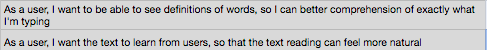 As a user, I want to be able to see definitions of words, so I can better comprehension of exactly what
I'm typing
As a user, I want the text to learn from users, so that the text reading can feel more natural